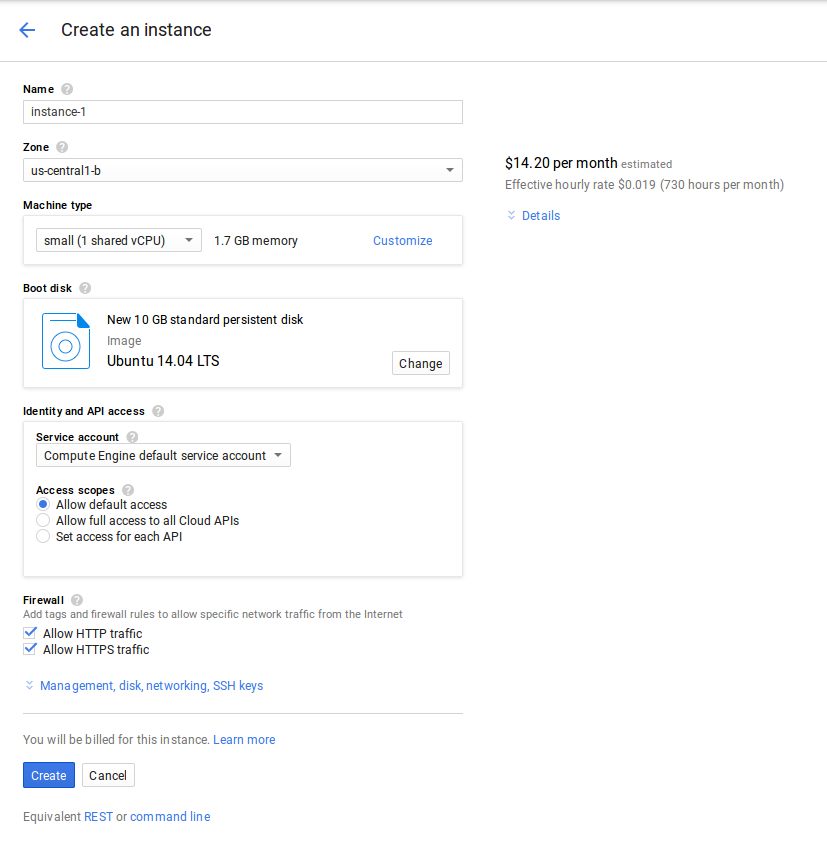 Create an instance
Name
instance-1
Zone
us-central1-b
$14.20 per month estimated
Effective hourly rate $0.019 (730 hours per month)
Details
Machine type
small (1 shared vCPU) 1.7 GB memory Customize
Boot disk
New 10 GB standard persistent disk
Image
Ubuntu 14.04 LTS
Change
Identity and API access
Service account
Compute Engine default service account
Access scopes
Allow default access
Allow full access to all Cloud APIs
Set access for each API
Firewall
Add tags and firewall rules to allow specific network traffic from the Internet
Allow HTTP traffic
Allow HTTPS traffic
Management, disk, networking, SSH keys
You will be billed for this instance. Learn more
Create Cancel
Equivalent REST or command line